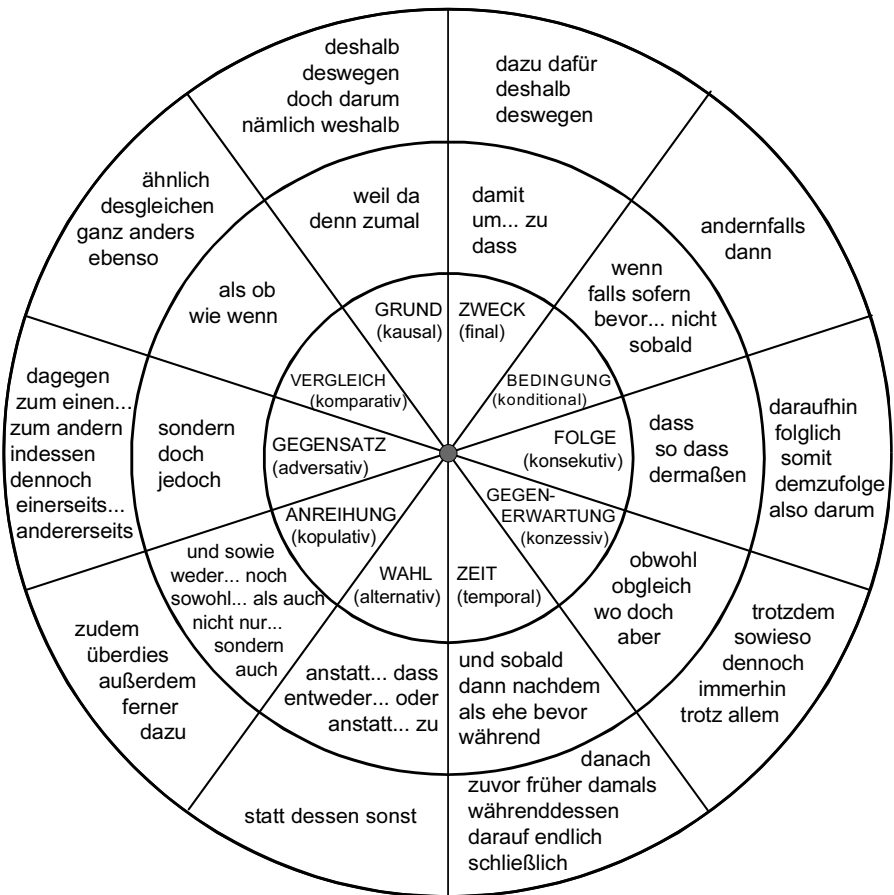 deshalb
deswegen
doch darum
nämlich weshalb
dazu dafür
deshalb
deswegen
ähnlich
desgleichen
ganz anders
ebenso
weil da
denn zumal
damit
um... zu
dass
andernfalls
dann
als ob
wie wenn
wenn
falls sofern
bevor... nicht
sobald
GRUND
(kausal)
ZWECK
(final)
VERGLEICH
(komparativ)
BEDINGUNG
(konditional)
dagegen
zum einen...
zum andern
indessen
dennoch
einerseits...
andererseits
sondern
doch
jedoch
GEGENSATZ
(adversativ)
FOLGE
(konsekutiv)
dass
so dass
dermaßen
daraufhin
folglich
somit
demzufolge
also darum
ANREIHUNG
(kopulativ)
GEGEN-
ERWARTUNG
(konzessiv)
und sowie
weder... noch
sowohl... als auch
nicht nur...
sondern
auch
WAHL
(alternativ)
ZEIT
(temporal)
obwohl
obgleich
wo doch
aber
zudem
überdies
außerdem
ferner
dazu
anstatt... dass
entweder... oder
anstatt... zu
und sobald
dann nachdem
als ehe bevor
während
trotzdem
sowieso
dennoch
immerhin
trotz allem
statt dessen sonst
danach
zuvor früher damals
währenddessen
darauf endlich
schließlich